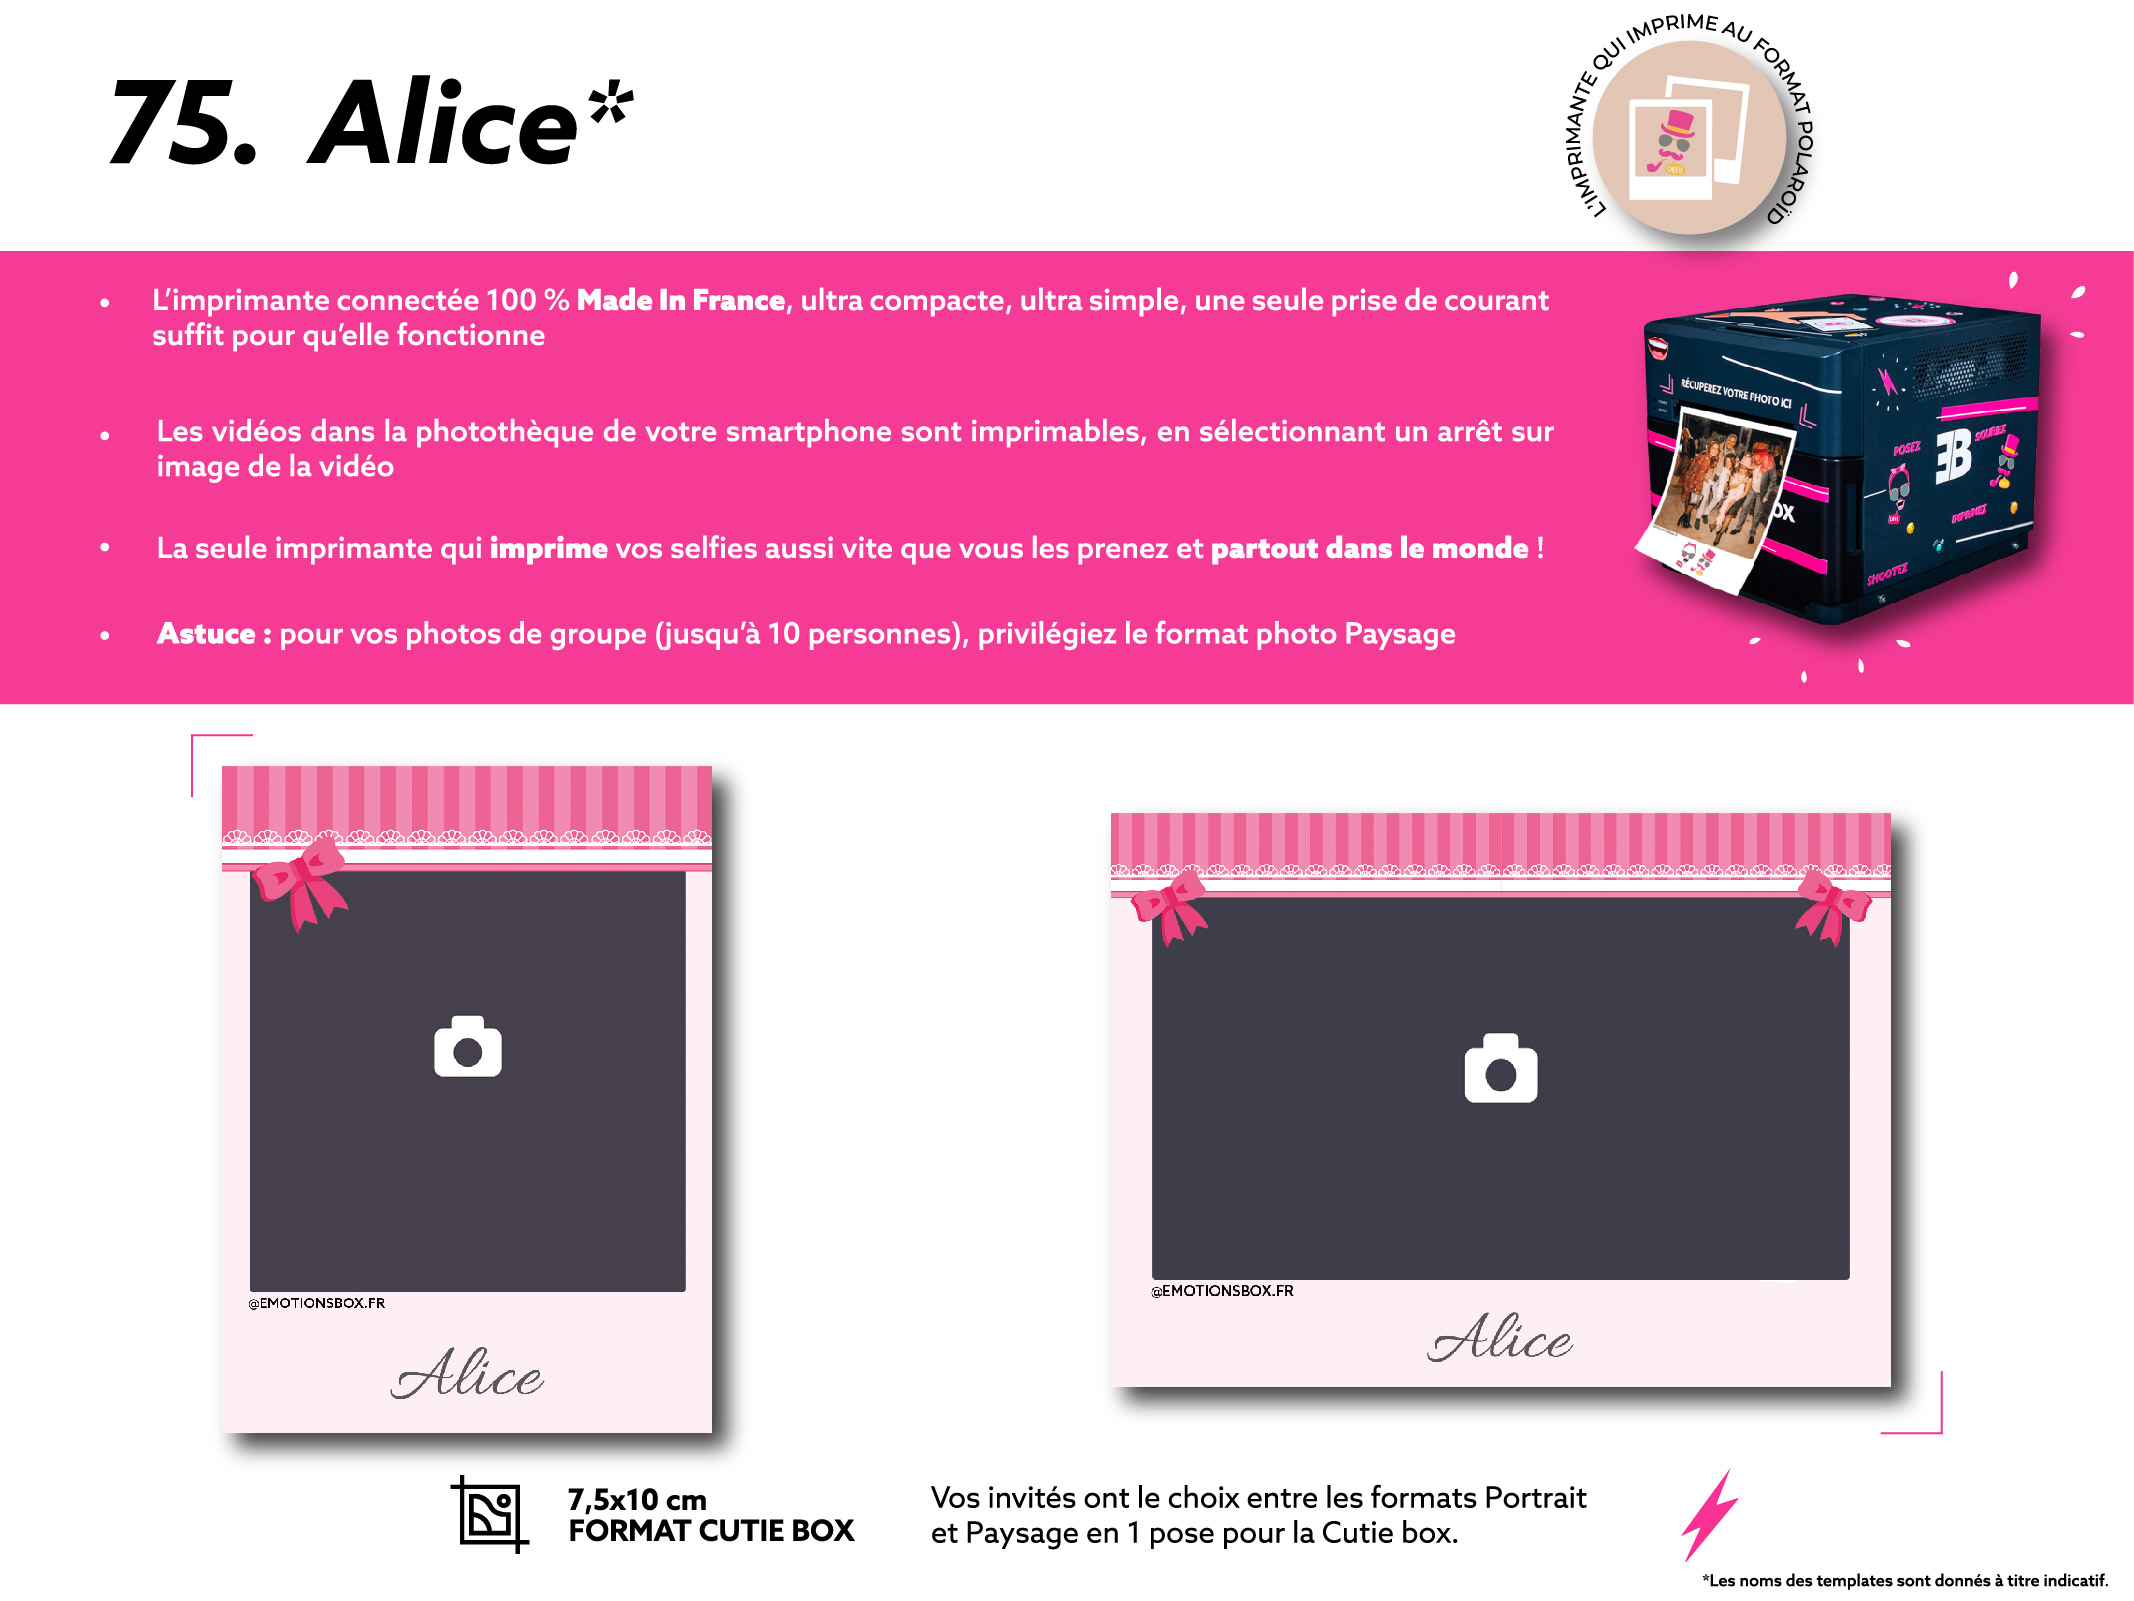 75. Alice*
L'IMPRIMANTE QUI IMPRIME AU FORMAT POLAROÏD
• L'imprimante connectée 100 % Made In France, ultra compacte, ultra simple, une seule prise de courant
suffit pour qu'elle fonctionne
• Les vidéos dans la photothèque de votre smartphone sont imprimables, en sélectionnant un arrêt sur
image de la vidéo
• La seule imprimante qui imprime vos selfies aussi vite que vous les prenez et partout dans le monde !
• Astuce : pour vos photos de groupe (jusqu'à 10 personnes), privilégiez le format photo Paysage
RÉCUPEREZ VOTRE PHOTO ICI
POSEZ
EB
SOURIEZ
OX
IMPRIMEZ
SHOOTEZ
@EMOTIONSBOX.FR
Alice
@EMOTIONSBOX.FR
Alice
7,5x10 cm
FORMAT CUTIE BOX
Vos invités ont le choix entre les formats Portrait
et Paysage en 1 pose pour la Cutie box.
*Les noms des templates sont donnés à titre indicatif.